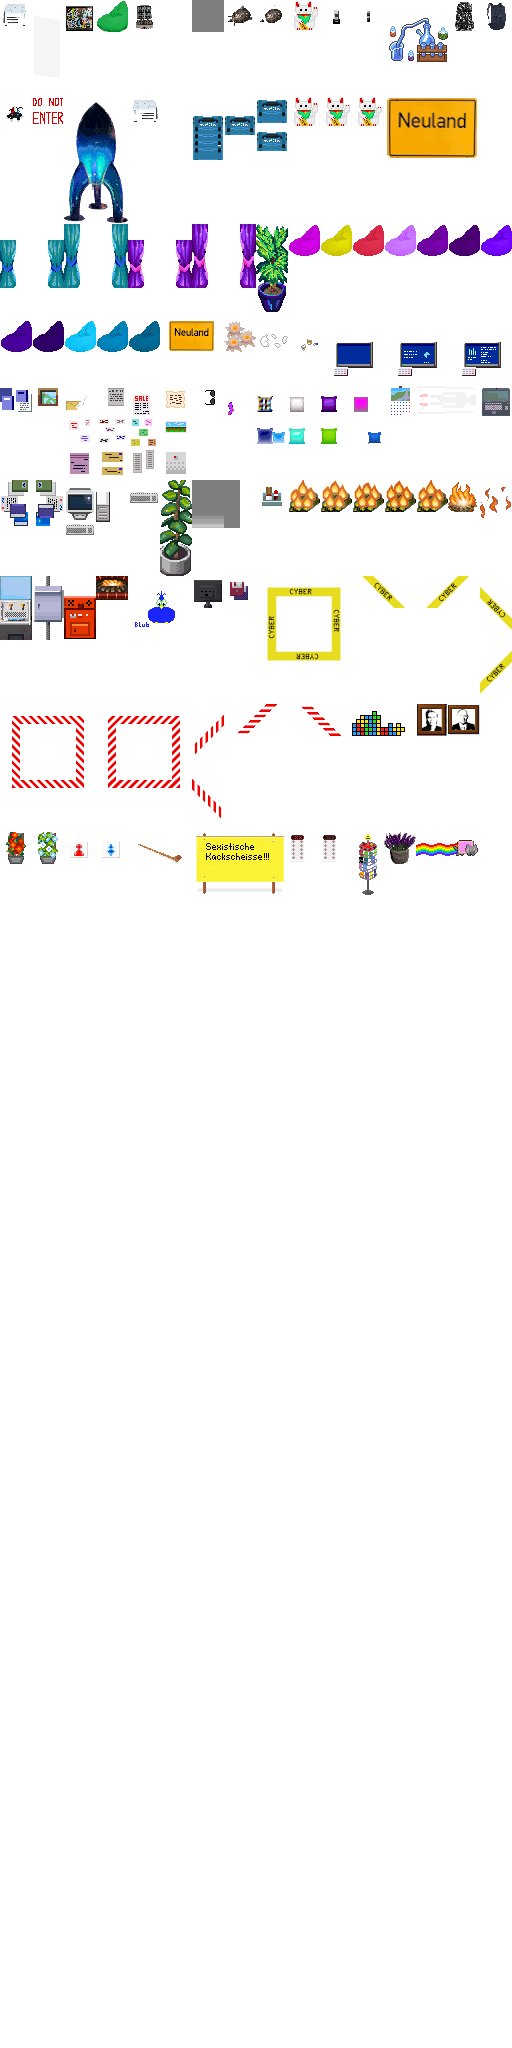 DO NOT
ENTER
Neuland
Neuland
SALE
Blub
CYBER
CYBER
CYBER
CYBER
CYBER
CYBER
CYBER
CYBER
Sexistische
Kackscheisse!!!